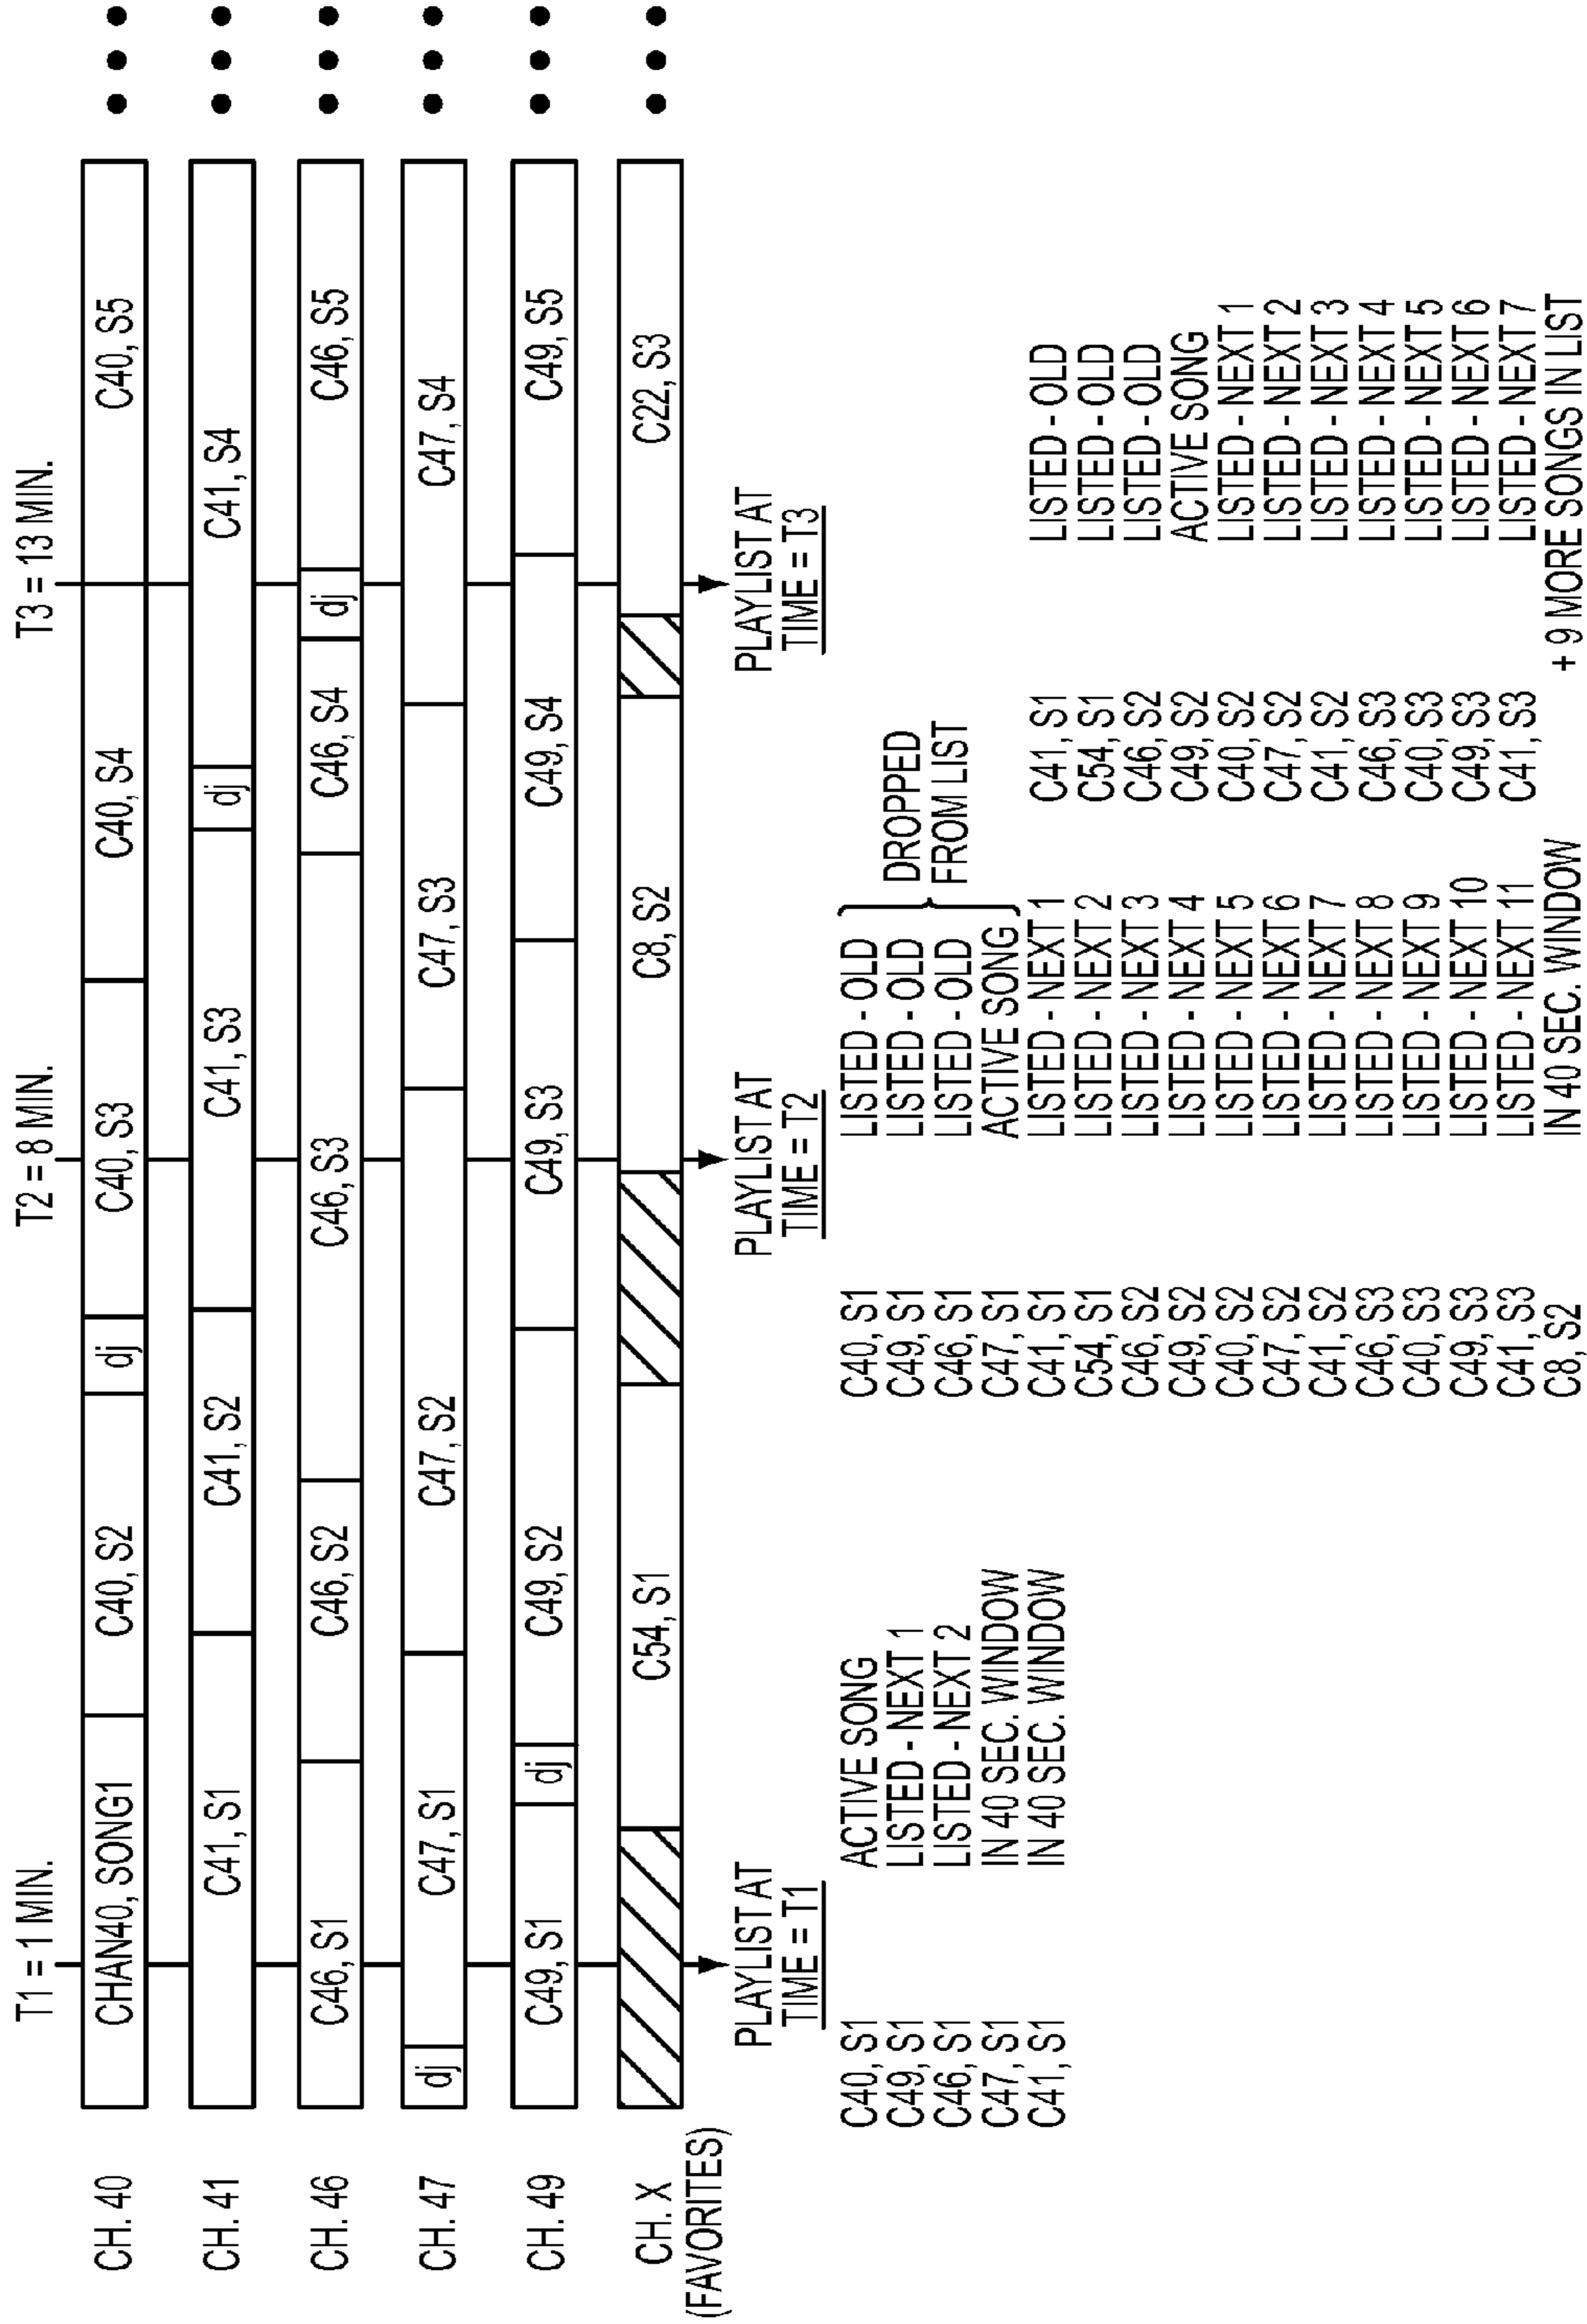 T1 = 1 MIN. T2 = 8 MIN. T3 = 13 MIN.
CH. 40 CHAN40, SONG1 C40, S2 dj C40, S3 C40, S4 C40, S5
CH. 41 C41, S1 C41, S2 C41, S3 dj C41, S4
CH. 46 C46, S1 C46, S2 C46, S3 C46, S4 dj C46, S5
CH. 47 dj C47, S1 C47, S2 C47, S3 C47, S4
CH. 49 C49, S1 dj C49, S2 C49, S3 C49, S4 C49, S5
CH. X C54, S1 C8, S2 C22, S3
(FAVORITES)
PLAYLIST AT
TIME = T1
C40, S1 ACTIVE SONG
C49, S1 LISTED - NEXT 1
C46, S1 LISTED - NEXT 2
C47, S1 IN 40 SEC. WINDOW
C41, S1 IN 40 SEC. WINDOW
PLAYLIST AT
TIME = T2
C40, S1 LISTED - OLD
C49, S1 LISTED - OLD
C46, S1 LISTED - OLD
C47, S1 ACTIVE SONG
DROPPED
FROM LIST
C41, S1 LISTED - NEXT 1
C54, S1 LISTED - NEXT 2
C46, S2 LISTED - NEXT 3
C49, S2 LISTED - NEXT 4
C40, S2 LISTED - NEXT 5
C47, S2 LISTED - NEXT 6
C41, S2 LISTED - NEXT 7
C46, S3 LISTED - NEXT 8
C40, S3 LISTED - NEXT 9
C49, S3 LISTED - NEXT 10
C41, S3 LISTED - NEXT 11
C8, S2 IN 40 SEC. WINDOW
PLAYLIST AT
TIME = T3
C41, S1 LISTED - OLD
C54, S1 LISTED - OLD
C46, S2 LISTED - OLD
C49, S2 ACTIVE SONG
C40, S2 LISTED - NEXT 1
C47, S2 LISTED - NEXT 2
C41, S2 LISTED - NEXT 3
C46, S3 LISTED - NEXT 4
C40, S3 LISTED - NEXT 5
C49, S3 LISTED - NEXT 6
C41, S3 LISTED - NEXT 7
+ 9 MORE SONGS IN LIST